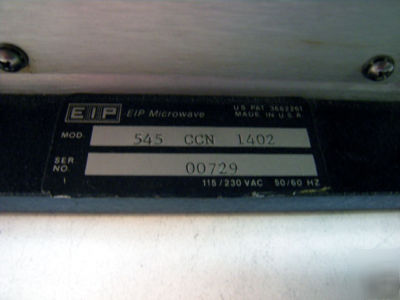 EIP EIP Microwave
U S PAT 3662261
MADE IN U.S.A.
MOD. 545 CCN 1402
SER NO. 00729
1 115/230 VAC 50/60 HZ